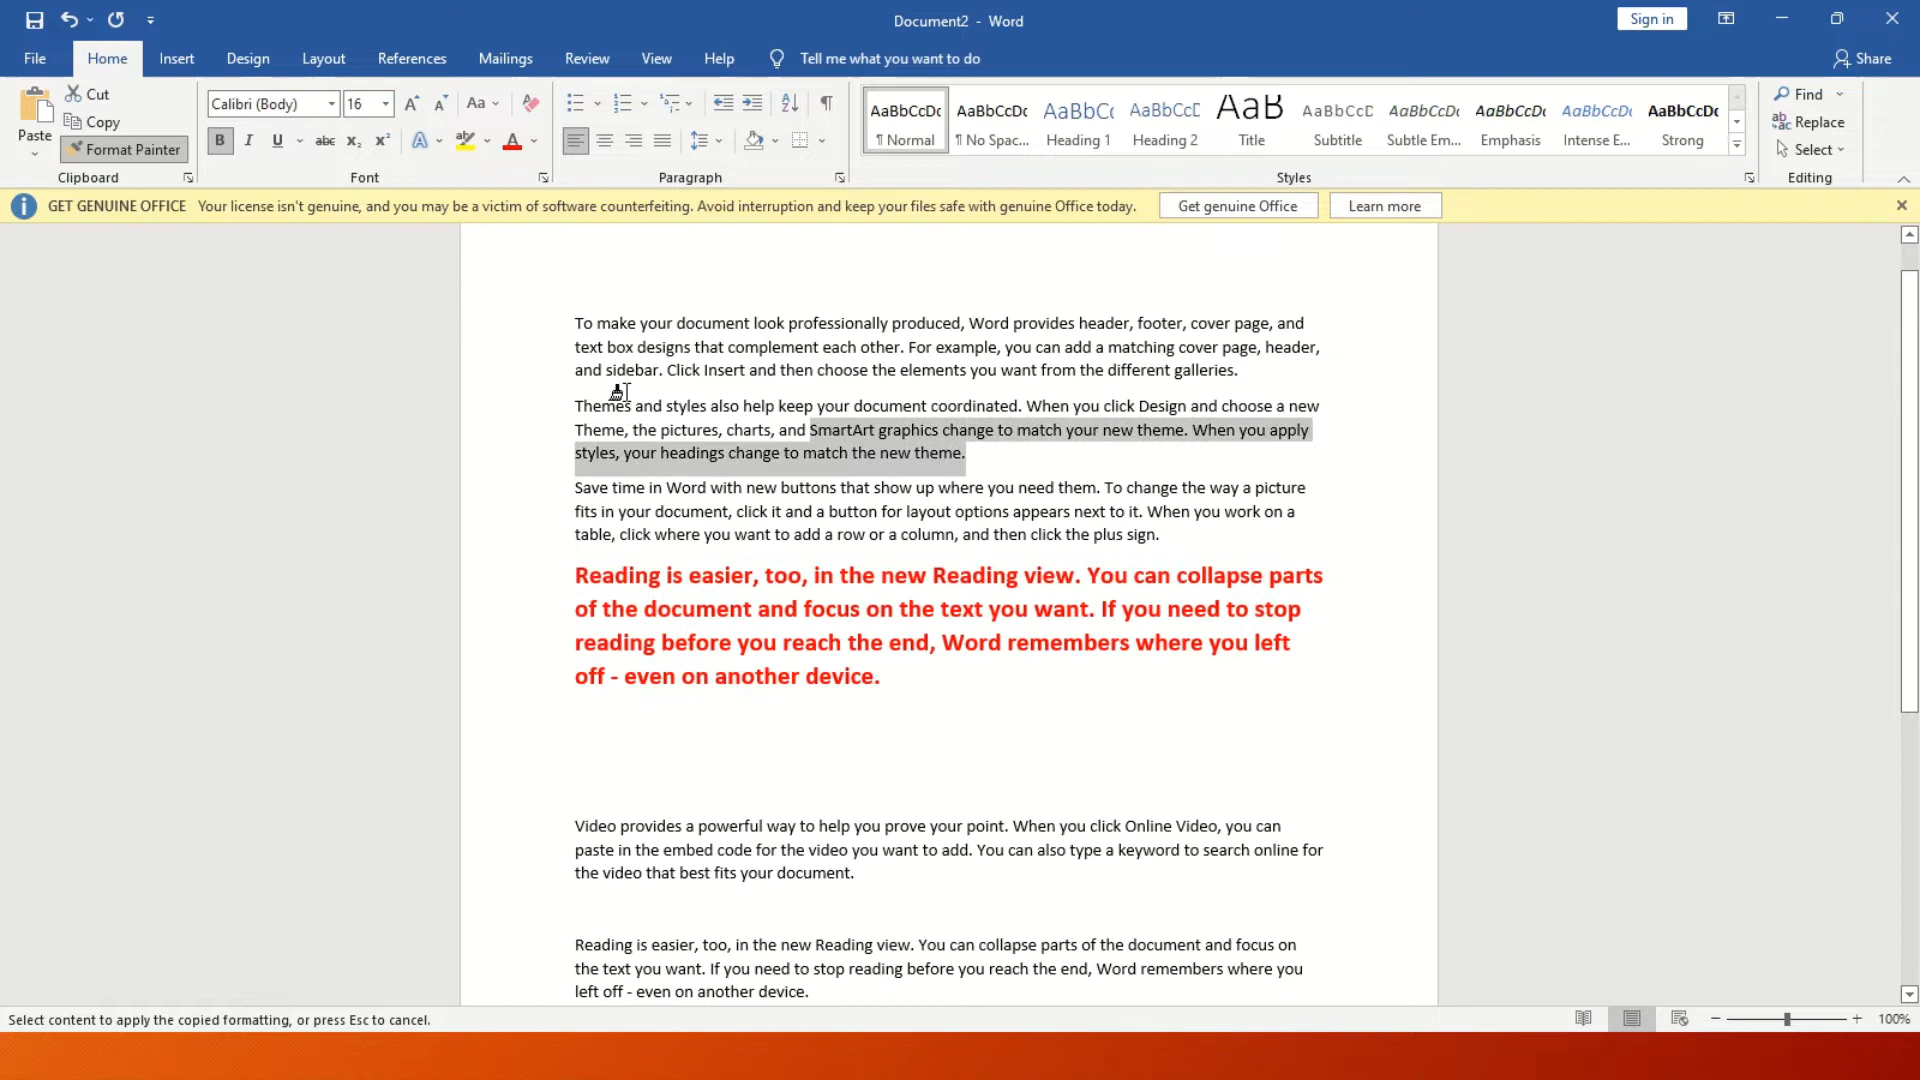 Document2 - Word
Sign in
File Home Insert Design Layout References Mailings Review View Help Tell me what you want to do Share
Paste
Cut
Copy
Format Painter
Clipboard
Calibri (Body) 16 Aa
B I U abc x₂ x² A A
Font
Paragraph
AaBbCcDc AaBbCcDc AaBbC( AaBbCcD AaB AaBbCcD AaBbCcDc AaBbCcDc AaBbCcDc AaBbCcDc
¶ Normal ¶ No Spac... Heading 1 Heading 2 Title Subtitle Subtle Em... Emphasis Intense E... Strong
Styles
Find
Replace
Select
Editing
GET GENUINE OFFICE Your license isn't genuine, and you may be a victim of software counterfeiting. Avoid interruption and keep your files safe with genuine Office today. Get genuine Office Learn more
To make your document look professionally produced, Word provides header, footer, cover page, and
text box designs that complement each other. For example, you can add a matching cover page, header,
and sidebar. Click Insert and then choose the elements you want from the different galleries.
Themes and styles also help keep your document coordinated. When you click Design and choose a new
Theme, the pictures, charts, and SmartArt graphics change to match your new theme. When you apply
styles, your headings change to match the new theme.
Save time in Word with new buttons that show up where you need them. To change the way a picture
fits in your document, click it and a button for layout options appears next to it. When you work on a
table, click where you want to add a row or a column, and then click the plus sign.
Reading is easier, too, in the new Reading view. You can collapse parts
of the document and focus on the text you want. If you need to stop
reading before you reach the end, Word remembers where you left
off - even on another device.
Video provides a powerful way to help you prove your point. When you click Online Video, you can
paste in the embed code for the video you want to add. You can also type a keyword to search online for
the video that best fits your document.
Reading is easier, too, in the new Reading view. You can collapse parts of the document and focus on
the text you want. If you need to stop reading before you reach the end, Word remembers where you
left off - even on another device.
Select content to apply the copied formatting, or press Esc to cancel.
100%